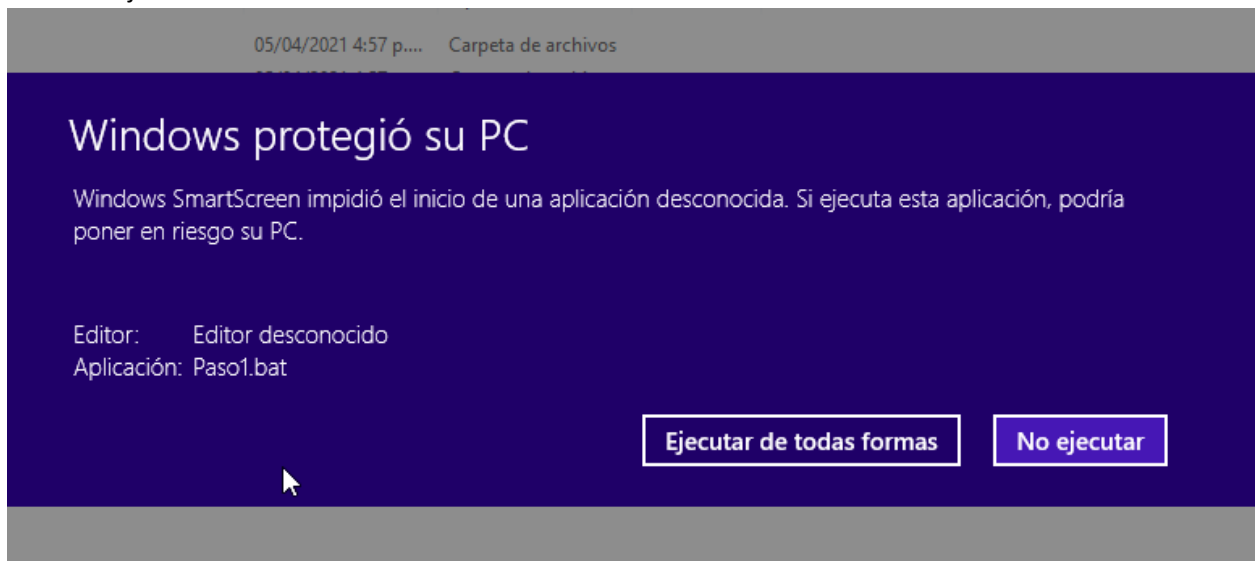 05/04/2021 4:57 p.... Carpeta de archivos
Windows protegió su PC
Windows SmartScreen impidió el inicio de una aplicación desconocida. Si ejecuta esta aplicación, podría
poner en riesgo su PC.
Editor: Editor desconocido
Aplicación: Paso1.bat
Ejecutar de todas formas No ejecutar